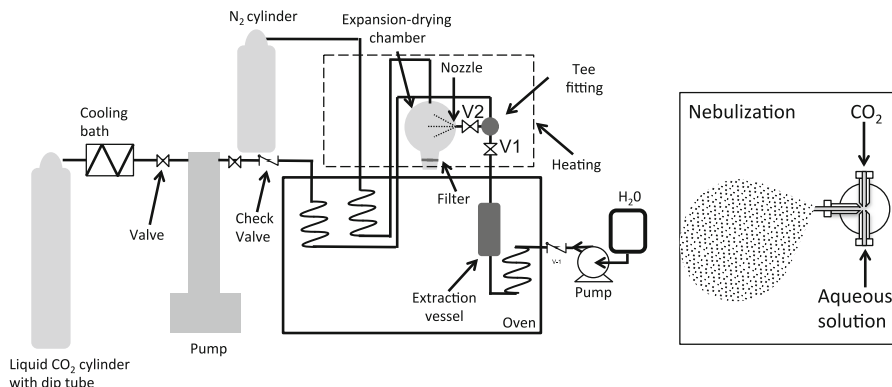 N2 cylinder
Expansion-drying
chamber
Nozzle
Tee
fitting
V2
V1
Cooling
bath
Heating
Filter
Valve
Check
Valve
H20
V-1
Pump
Extraction
vessel
Oven
Pump
Liquid CO2 cylinder
with dip tube
Nebulization
CO2
Aqueous
solution